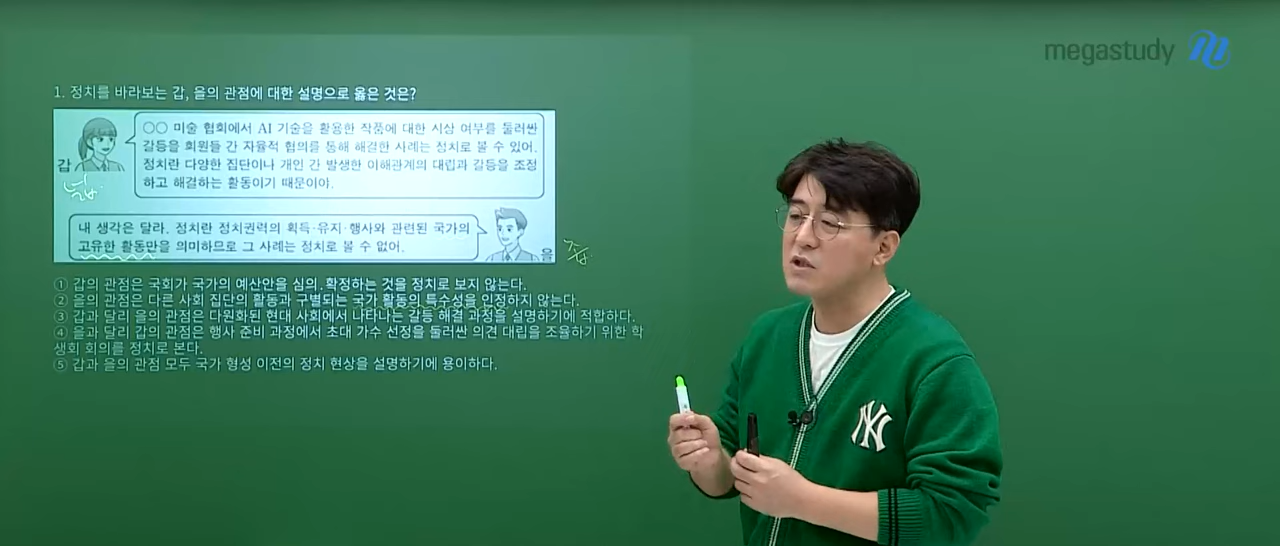 megastudy
1. 정치를 바라보는 갑, 을의 관점에 대한 설명으로 옳은 것은?
○○ 미술 협회에서 AI 기술을 활용한 작품에 대한 시상 여부를 둘러싼
갈등을 회원들 간 자율적 협의를 통해 해결한 사례는 정치로 볼 수 있어.
정치란 다양한 집단이나 개인 간 발생한 이해관계의 대립과 갈등을 조정
하고 해결하는 활동이기 때문이야.
갑
넓음
내 생각은 달라. 정치란 정치권력의 획득·유지·행사와 관련된 국가의
고유한 활동만을 의미하므로 그 사례는 정치로 볼 수 없어.
을
① 갑의 관점은 국회가 국가의 예산안을 심의·확정하는 것을 정치로 보지 않는다.
② 을의 관점은 다른 사회 집단의 활동과 구별되는 국가 활동의 특수성을 인정하지 않는다.
③ 갑과 달리 을의 관점은 다원화된 현대 사회에서 나타나는 갈등 해결 과정을 설명하기에 적합하다.
④ 을과 달리 갑의 관점은 행사 준비 과정에서 초대 가수 선정을 둘러싼 의견 대립을 조율하기 위한 학
생회 회의를 정치로 본다.
⑤ 갑과 을의 관점 모두 국가 형성 이전의 정치 현상을 설명하기에 용이하다.
NY